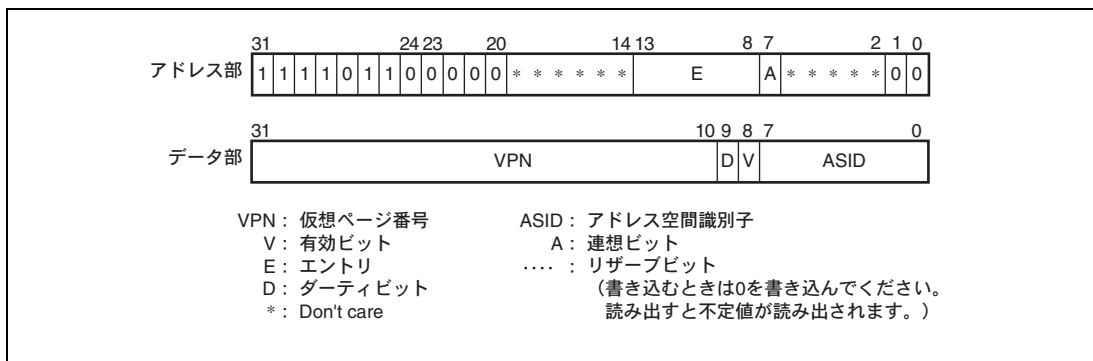 31 24 23 20 14 13 8 7 2 1 0
アドレス部 1 1 1 1 0 1 1 0 0 0 0 0 * * * * * * E A * * * * * 0 0
31 10 9 8 7 0
データ部 VPN D V ASID
VPN : 仮想ページ番号 ASID : アドレス空間識別子
V : 有効ビット A : 連想ビット
E : エントリ ‥‥ : リザーブビット
D : ダーティビット (書き込むときは0を書き込んでください。
* : Don't care 読み出すと不定値が読み出されます。)